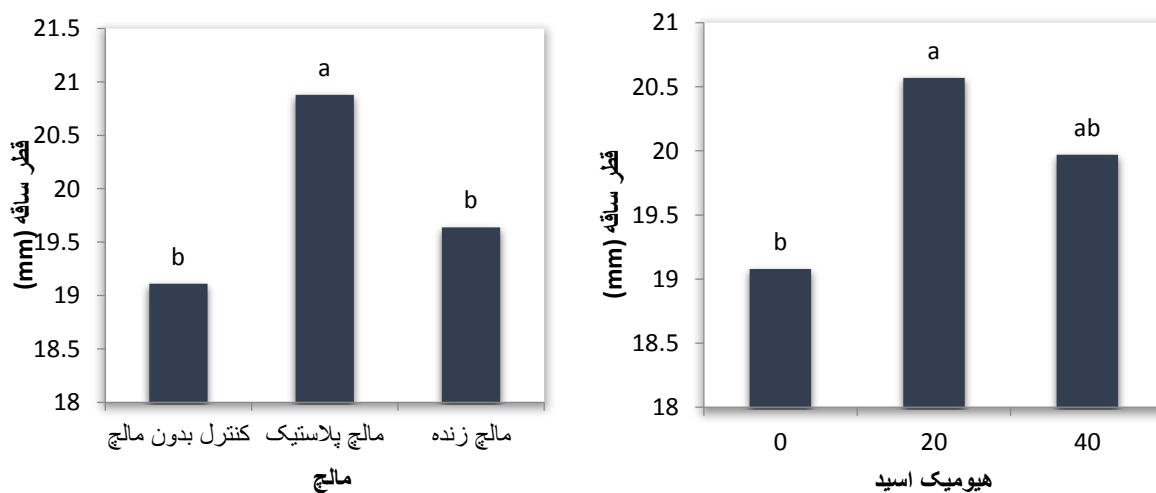 21.5
21
20.5
20
19.5
19
18.5
18
قطر ساقه (mm)
b
a
b
کنترل بدون مالچ
مالچ پلاستیک
مالچ زنده
مالچ
21
20.5
20
19.5
19
18.5
18
قطر ساقه (mm)
b
a
ab
0
20
40
هیومیک اسید